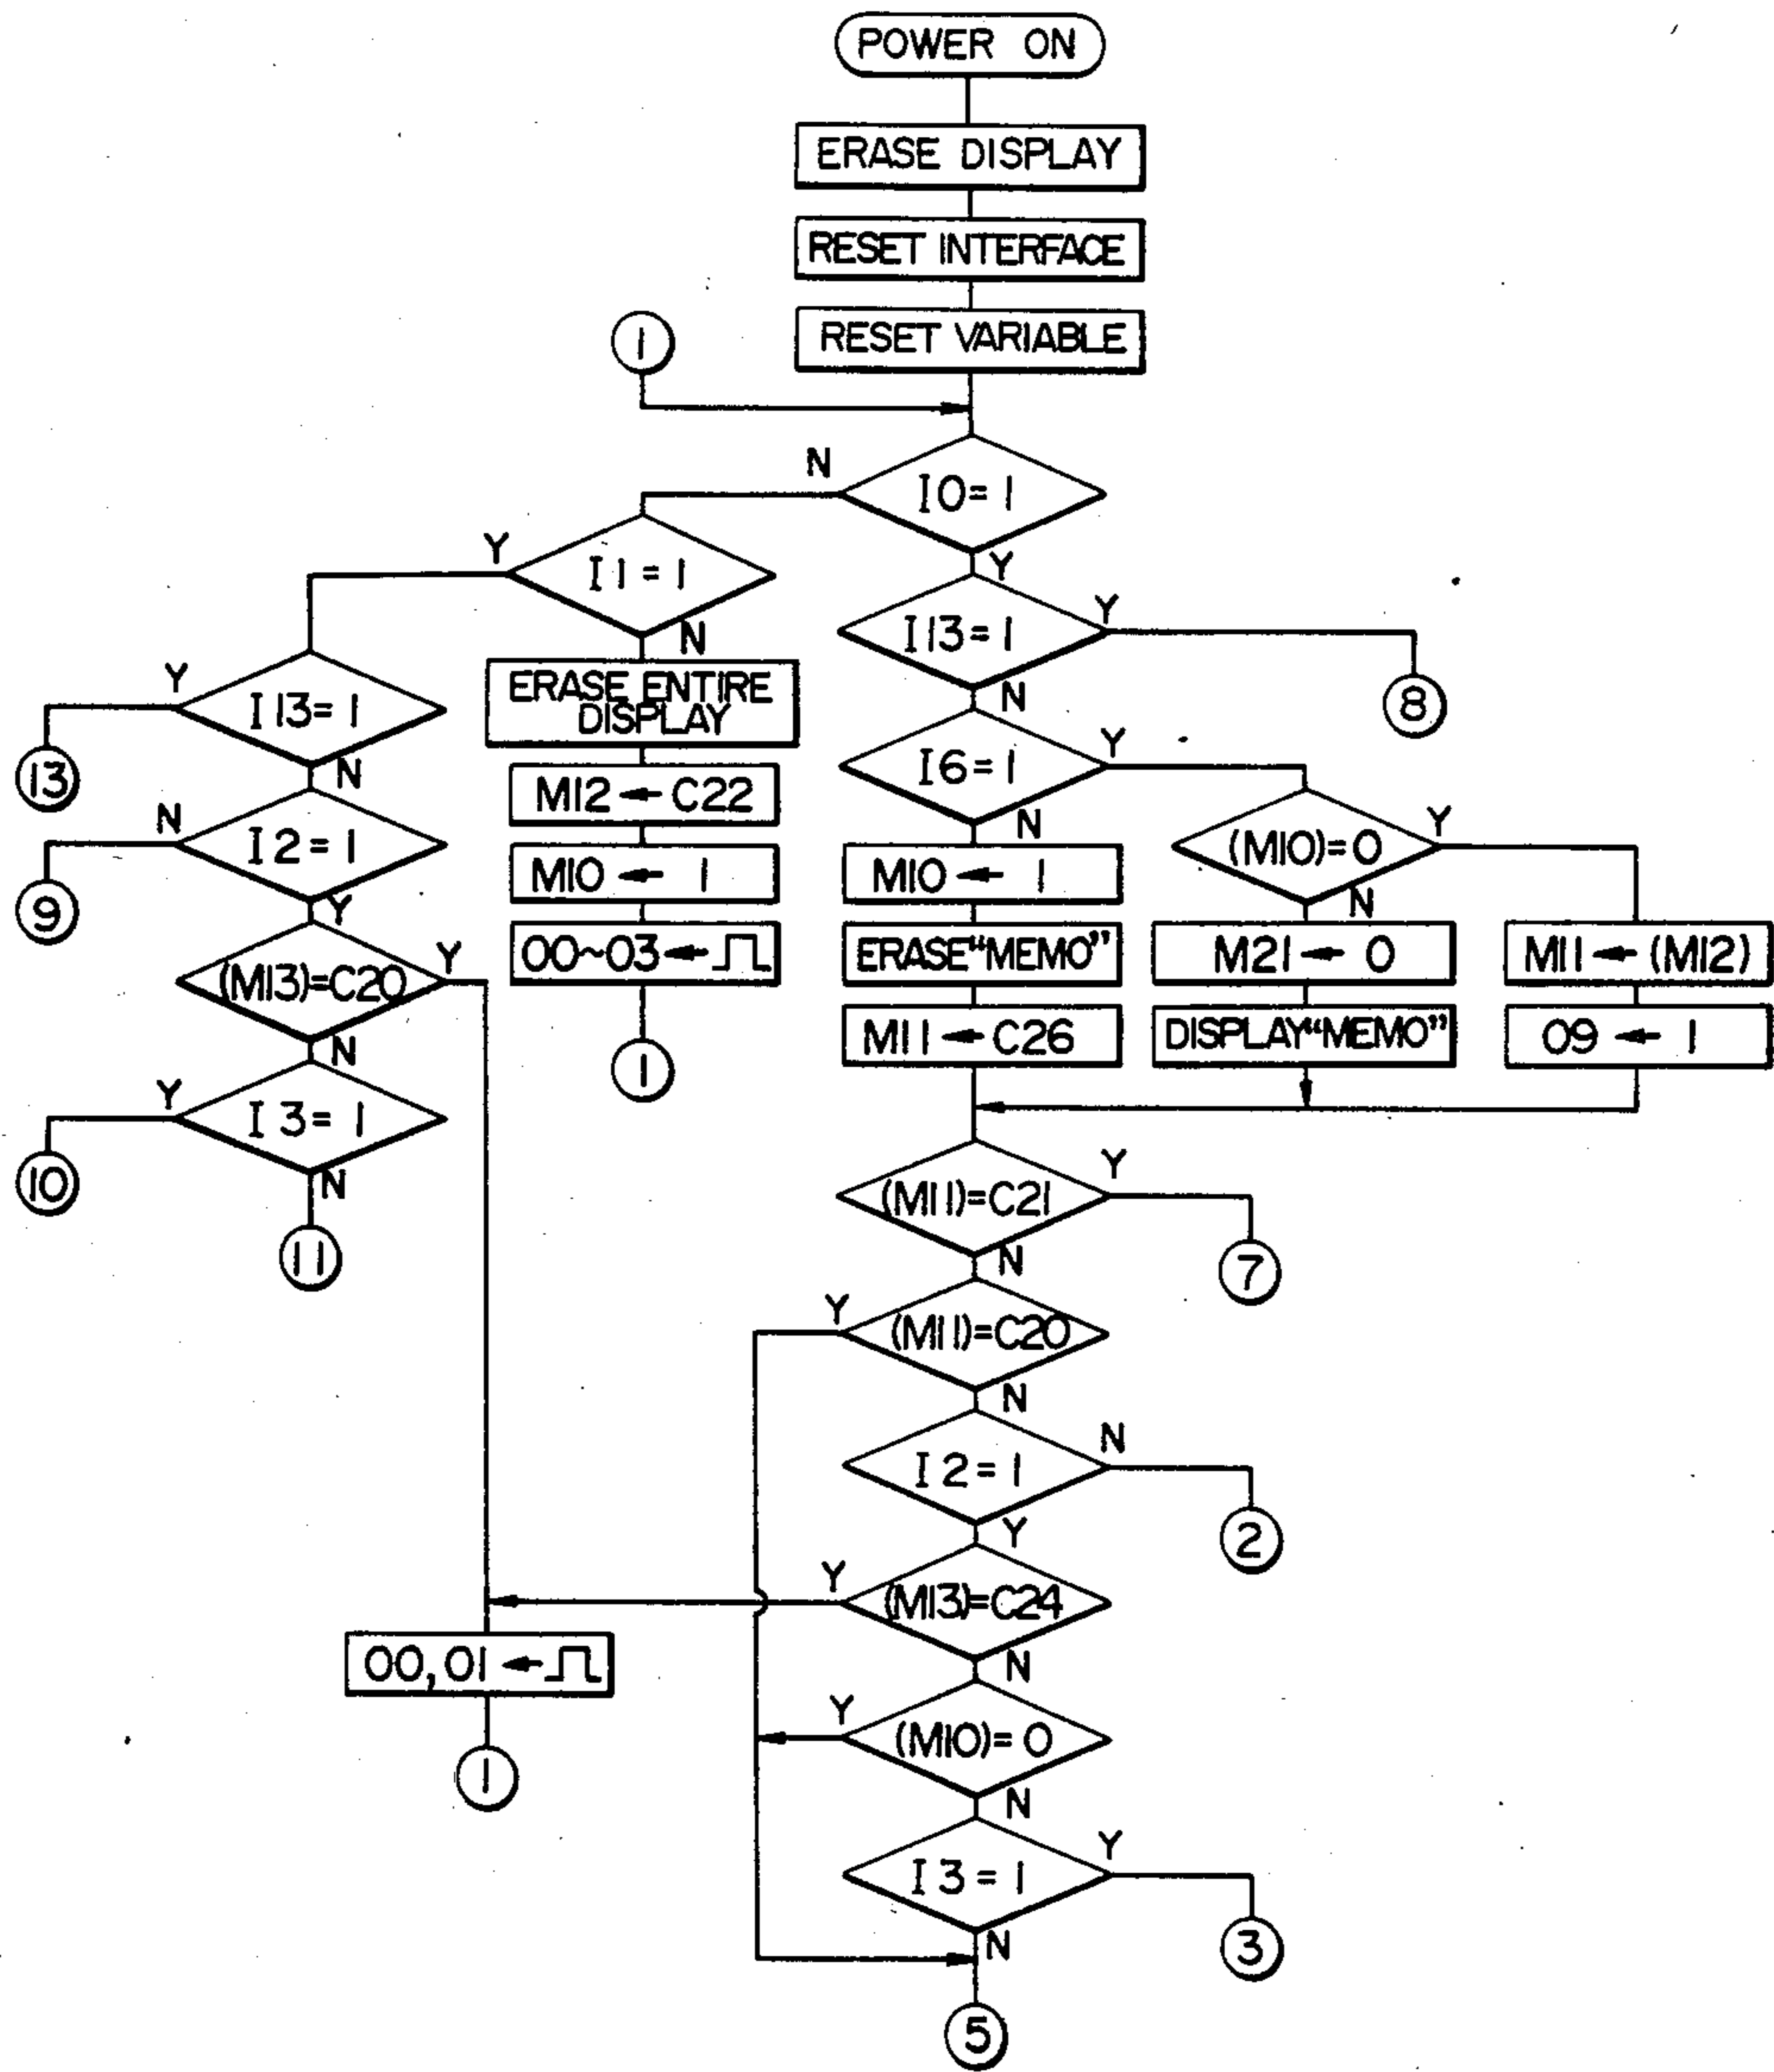 POWER ON
ERASE DISPLAY
RESET INTERFACE
RESET VARIABLE
1
N
I0=1
Y
Y
I1=1
N
I13=1
Y
8
N
ERASE ENTIRE
DISPLAY
Y
I13=1
N
13
I6=1
Y
N
M12←C22
N
I2=1
Y
9
(M10)=0
Y
N
M10←1
M10←1
00~03←
ERASE"MEMO"
M21←0
M11←(M12)
(M13)=C20
Y
N
1
M11←C26
DISPLAY"MEMO"
09←1
Y
I3=1
N
10
11
(M11)=C21
Y
N
7
Y
(M11)=C20
N
I2=1
N
Y
2
Y
(M13)=C24
N
00,01←
1
Y
(M10)=0
N
I3=1
Y
N
3
5